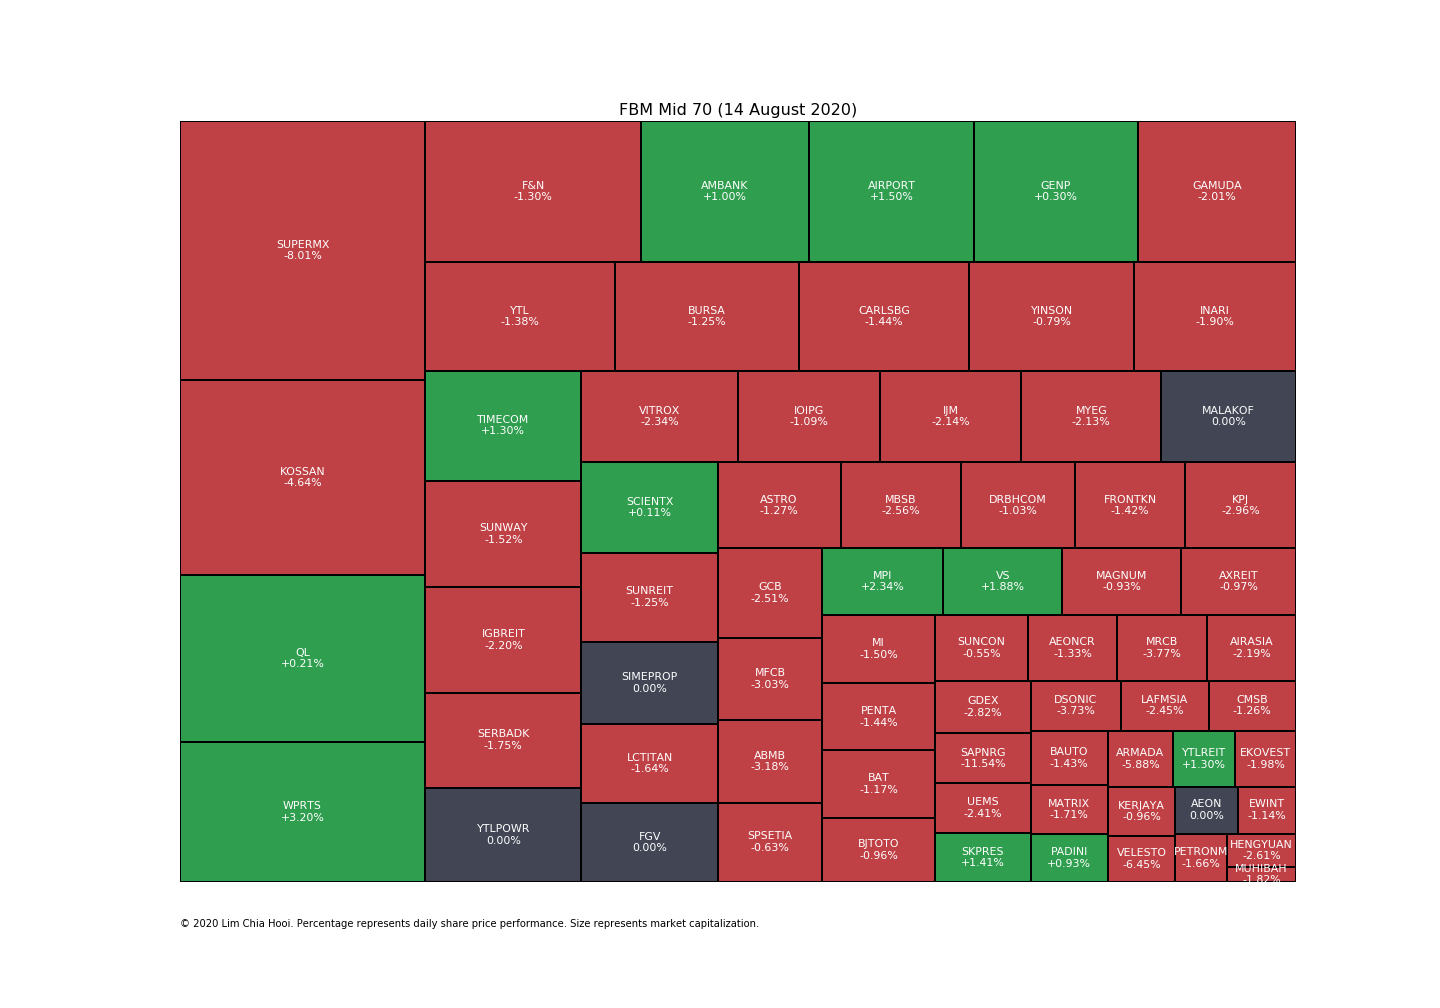 FBM Mid 70 (14 August 2020)
SUPERMX
-8.01%
KOSSAN
-4.64%
QL
+0.21%
WPRTS
+3.20%
F&N
-1.30%
AMBANK
+1.00%
AIRPORT
+1.50%
GENP
+0.30%
GAMUDA
-2.01%
YTL
-1.38%
BURSA
-1.25%
CARLSBG
-1.44%
YINSON
-0.79%
INARI
-1.90%
TIMECOM
+1.30%
SUNWAY
-1.52%
IGBREIT
-2.20%
SERBADK
-1.75%
YTLPOWR
0.00%
VITROX
-2.34%
IOIPG
-1.09%
IJM
-2.14%
MYEG
-2.13%
MALAKOF
0.00%
SCIENTX
+0.11%
SUNREIT
-1.25%
SIMEPROP
0.00%
LCTITAN
-1.64%
FGV
0.00%
ASTRO
-1.27%
MBSB
-2.56%
DRBHCOM
-1.03%
FRONTKN
-1.42%
KPJ
-2.96%
GCB
-2.51%
MFCB
-3.03%
ABMB
-3.18%
SPSETIA
-0.63%
MPI
+2.34%
VS
+1.88%
MAGNUM
-0.93%
AXREIT
-0.97%
MI
-1.50%
PENTA
-1.44%
BAT
-1.17%
BJTOTO
-0.96%
SUNCON
-0.55%
AEONCR
-1.33%
MRCB
-3.77%
AIRASIA
-2.19%
GDEX
-2.82%
SAPNRG
-11.54%
UEMS
-2.41%
SKPRES
+1.41%
DSONIC
-3.73%
LAFMSIA
-2.45%
CMSB
-1.26%
BAUTO
-1.43%
MATRIX
-1.71%
PADINI
+0.93%
ARMADA
-5.88%
YTLREIT
+1.30%
EKOVEST
-1.98%
KERJAYA
-0.96%
VELESTO
-6.45%
AEON
0.00%
EWINT
-1.14%
PETRONM
-1.66%
HENGYUAN
-2.61%
MUHIBAH
-1.82%
© 2020 Lim Chia Hooi. Percentage represents daily share price performance. Size represents market capitalization.